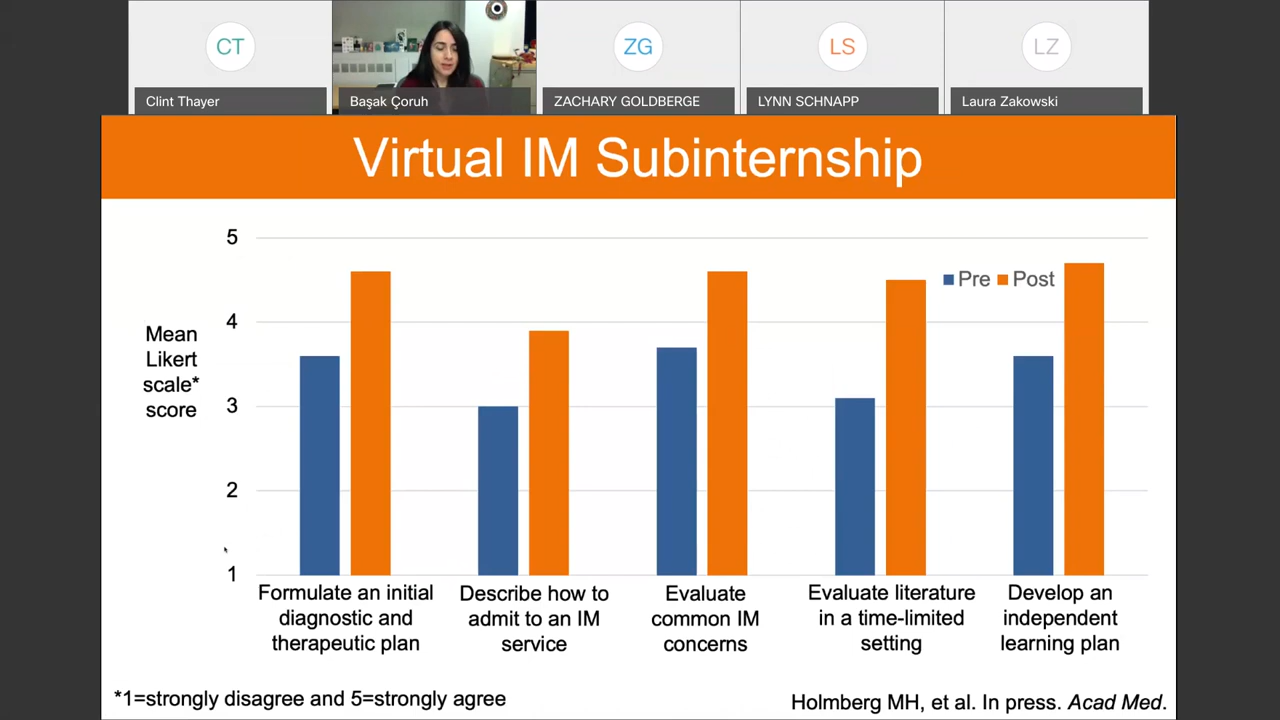 CT
ZG
LS
LZ
Clint Thayer
Başak Çoruh
ZACHARY GOLDBERGE
LYNN SCHNAPP
Laura Zakowski
Virtual IM Subinternship
5
4
3
2
1
Mean
Likert
scale*
score
Pre
Post
Formulate an initial
diagnostic and
therapeutic plan
Describe how to
admit to an IM
service
Evaluate
common IM
concerns
Evaluate literature
in a time-limited
setting
Develop an
independent
learning plan
*1=strongly disagree and 5=strongly agree
Holmberg MH, et al. In press. Acad Med.